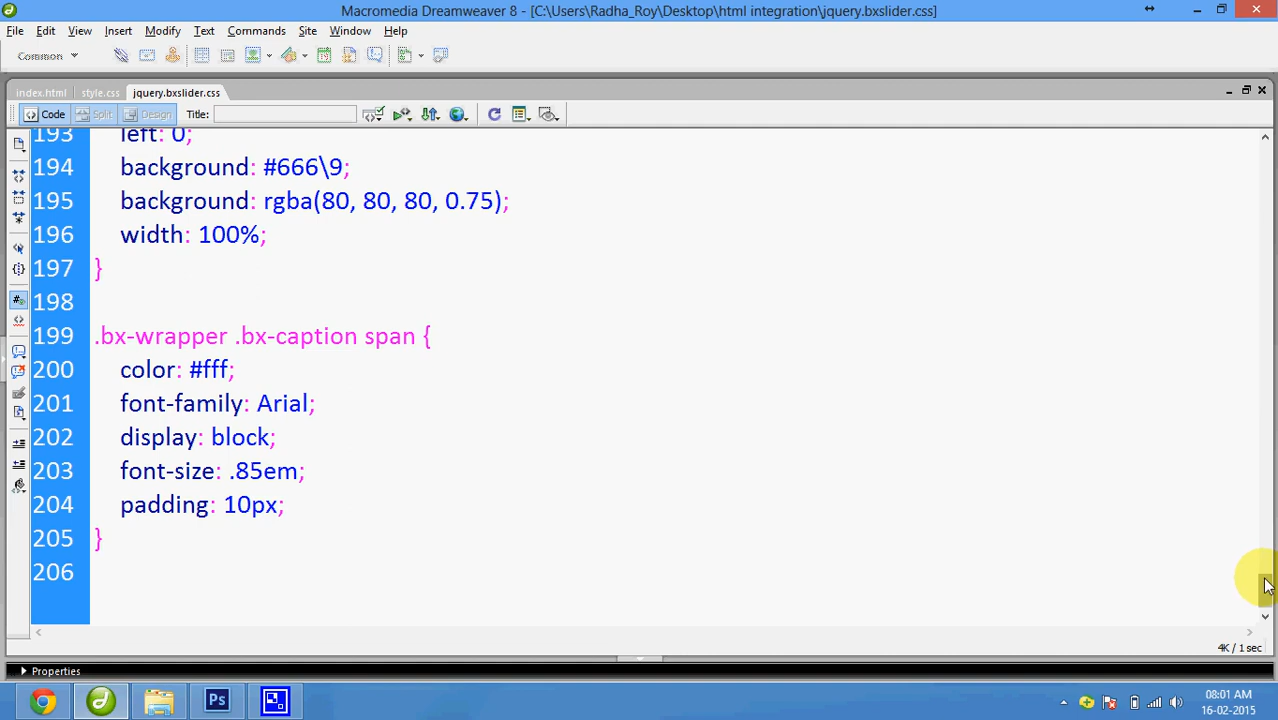 Macromedia Dreamweaver 8 - [C:\Users\Radha_Roy\Desktop\html integration\jquery.bxslider.css]
File Edit View Insert Modify Text Commands Site Window Help
Common
index.html style.css jquery.bxslider.css
Code Split Design Title:
193 left: 0;
194 background: #666\9;
195 background: rgba(80, 80, 80, 0.75);
196 width: 100%;
197 }
198
199 .bx-wrapper .bx-caption span {
200 color: #fff;
201 font-family: Arial;
202 display: block;
203 font-size: .85em;
204 padding: 10px;
205 }
206
4K / 1 sec
Properties
Ps
08:01 AM
16-02-2015